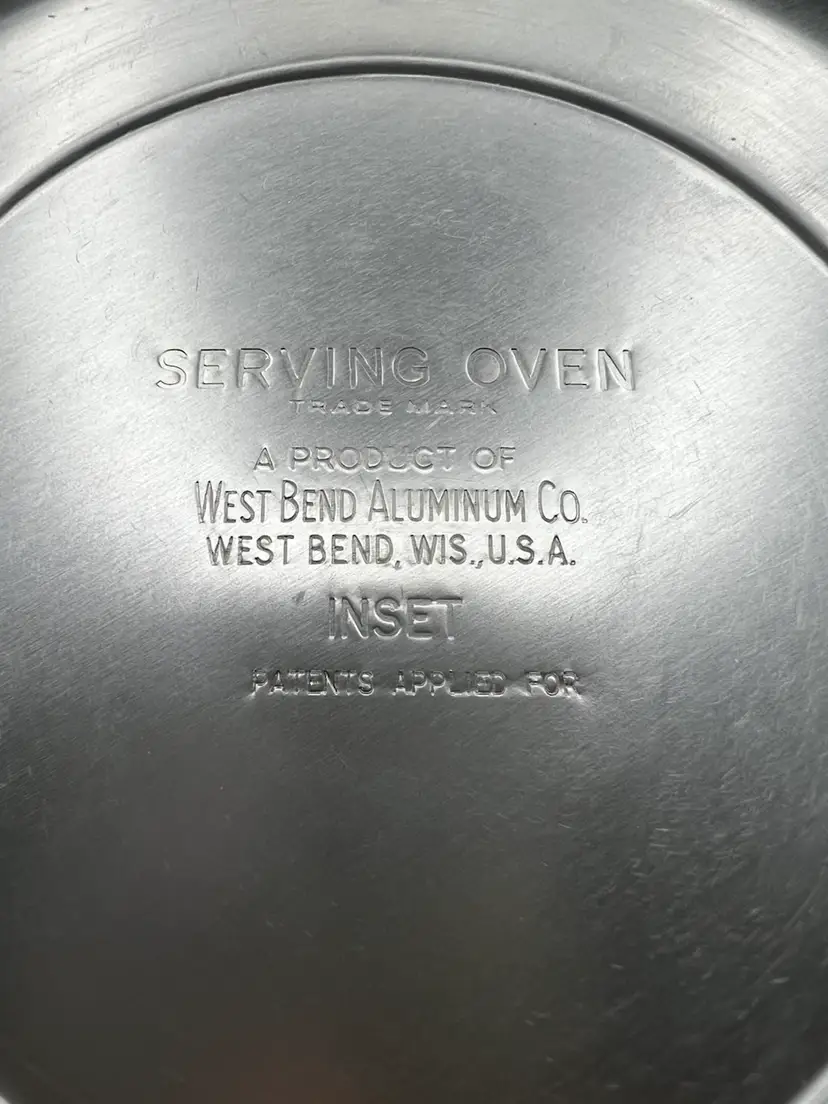 SERVING OVEN
TRADE MARK
A PRODUCT OF
WEST BEND ALUMINUM CO.
WEST BEND, WIS., U.S.A.
INSET
PATENTS APPLIED FOR